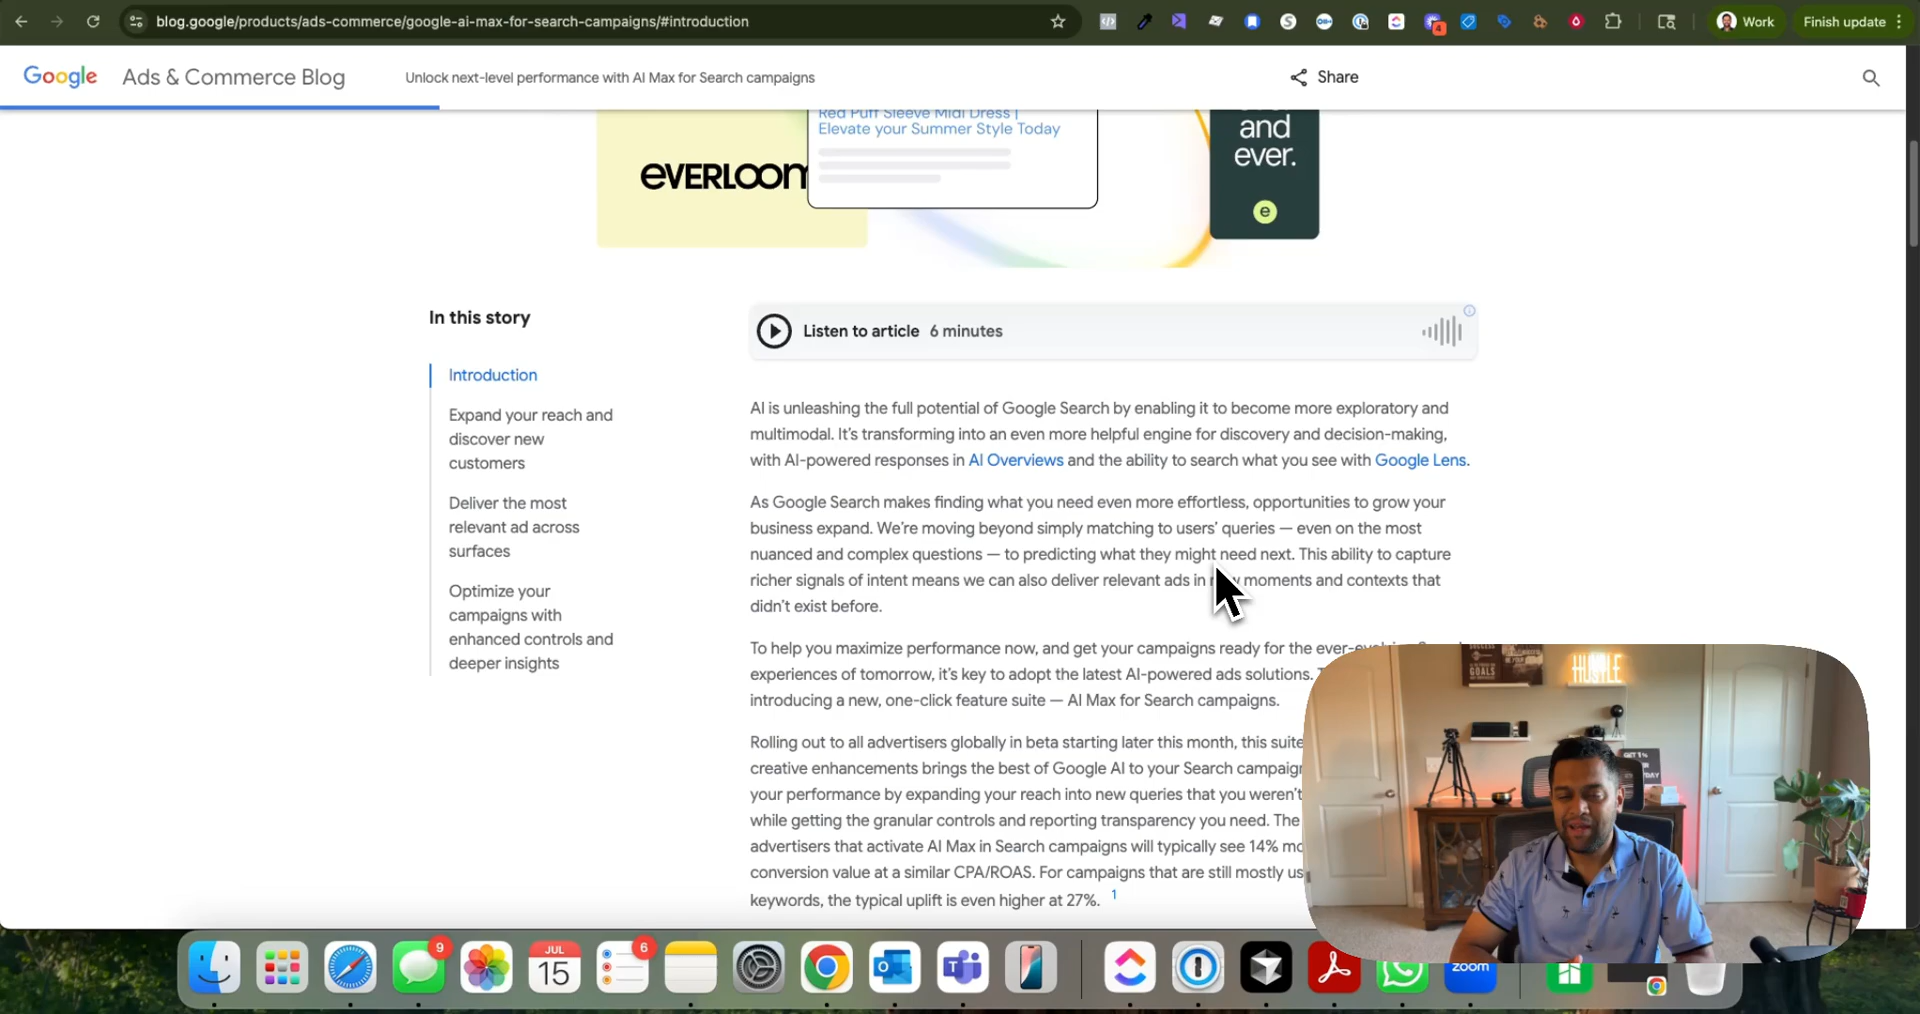 blog.google/products/ads-commerce/google-ai-max-for-search-campaigns/#introduction
4
Work
Finish update
Google
Ads & Commerce Blog
Unlock next-level performance with AI Max for Search campaigns
Share
Red Puff Sleeve Midi Dress |
Elevate your Summer Style Today
everloom
and
ever.
e
In this story
Introduction
Expand your reach and
discover new
customers
Deliver the most
relevant ad across
surfaces
Optimize your
campaigns with
enhanced controls and
deeper insights
Listen to article 6 minutes
AI is unleashing the full potential of Google Search by enabling it to become more exploratory and
multimodal. It's transforming into an even more helpful engine for discovery and decision-making,
with AI-powered responses in AI Overviews and the ability to search what you see with Google Lens.
As Google Search makes finding what you need even more effortless, opportunities to grow your
business expand. We're moving beyond simply matching to users' queries — even on the most
nuanced and complex questions — to predicting what they might need next. This ability to capture
richer signals of intent means we can also deliver relevant ads in moments and contexts that
didn't exist before.
To help you maximize performance now, and get your campaigns ready for the
experiences of tomorrow, it's key to adopt the latest AI-powered ads solutions.
introducing a new, one-click feature suite — AI Max for Search campaigns.
Rolling out to all advertisers globally in beta starting later this month, this suite
creative enhancements brings the best of Google AI to your Search
your performance by expanding your reach into new queries that you weren't
while getting the granular controls and reporting transparency you need. The
advertisers that activate AI Max in Search campaigns will typically see 14%
conversion value at a similar CPA/ROAS. For campaigns that are still mostly
keywords, the typical uplift is even higher at 27%. 1
HUSTLE
GOALS
9
JUL
15
6
zoom